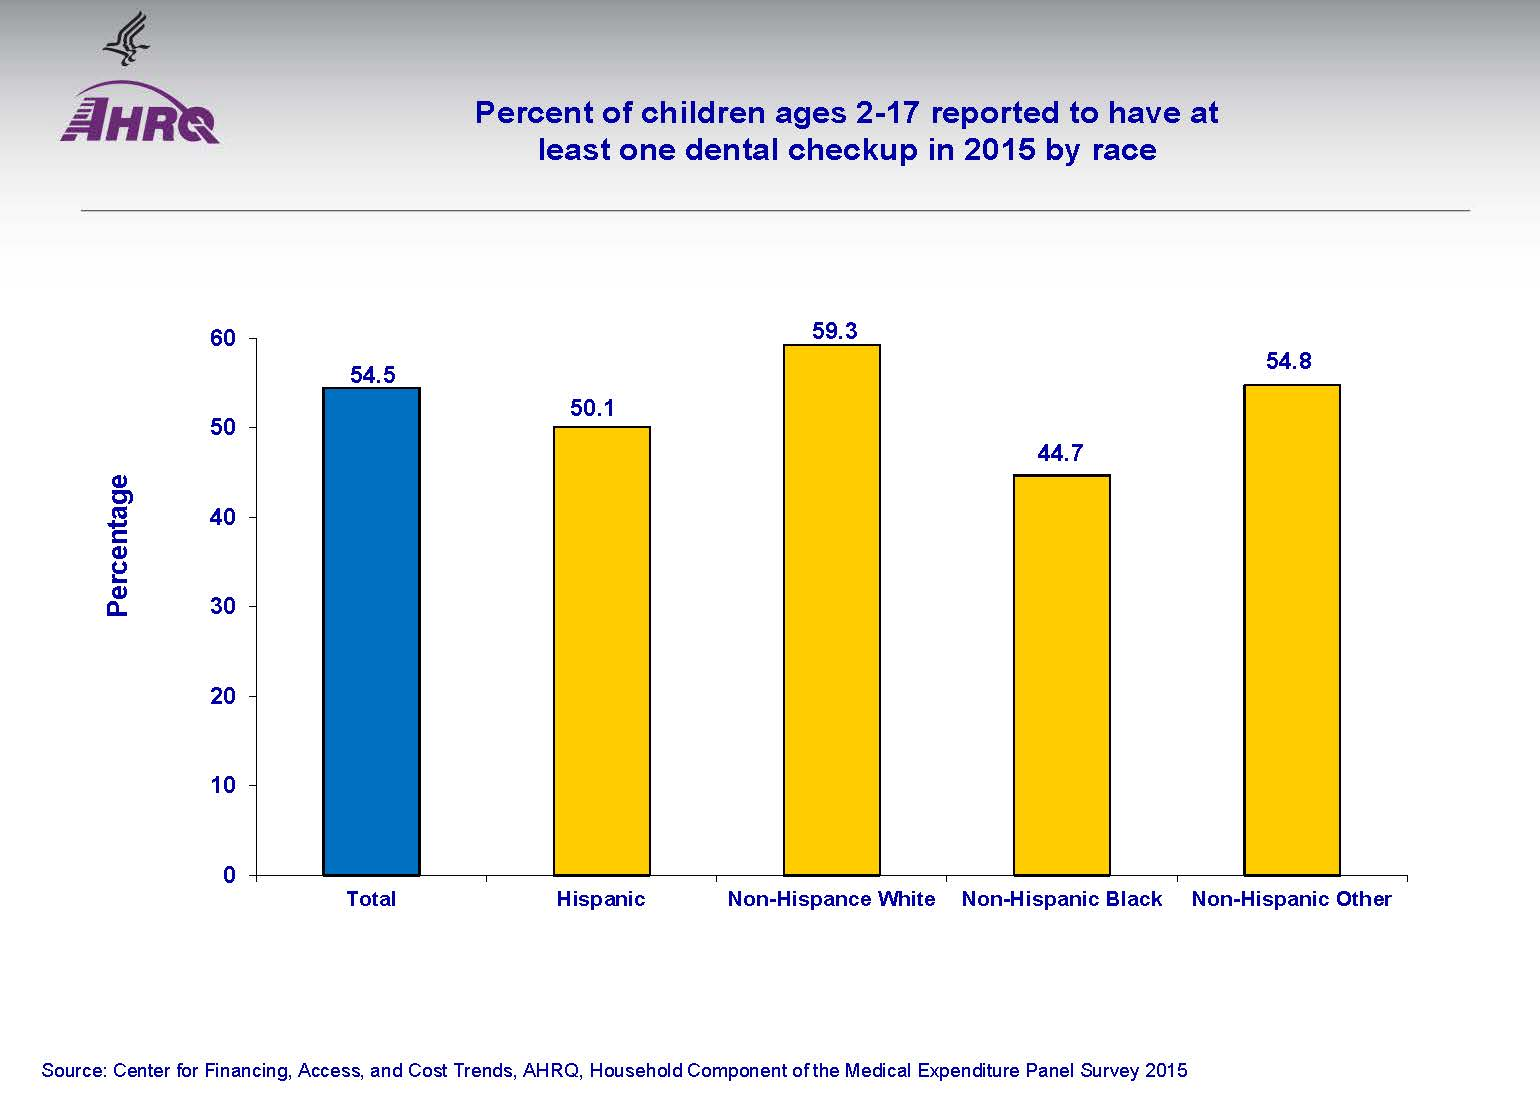 AHRQ
Percent of children ages 2-17 reported to have at
least one dental checkup in 2015 by race
Percentage
60
50
40
30
20
10
0
54.5
50.1
59.3
44.7
54.8
Total
Hispanic
Non-Hispance White
Non-Hispanic Black
Non-Hispanic Other
Source: Center for Financing, Access, and Cost Trends, AHRQ, Household Component of the Medical Expenditure Panel Survey 2015